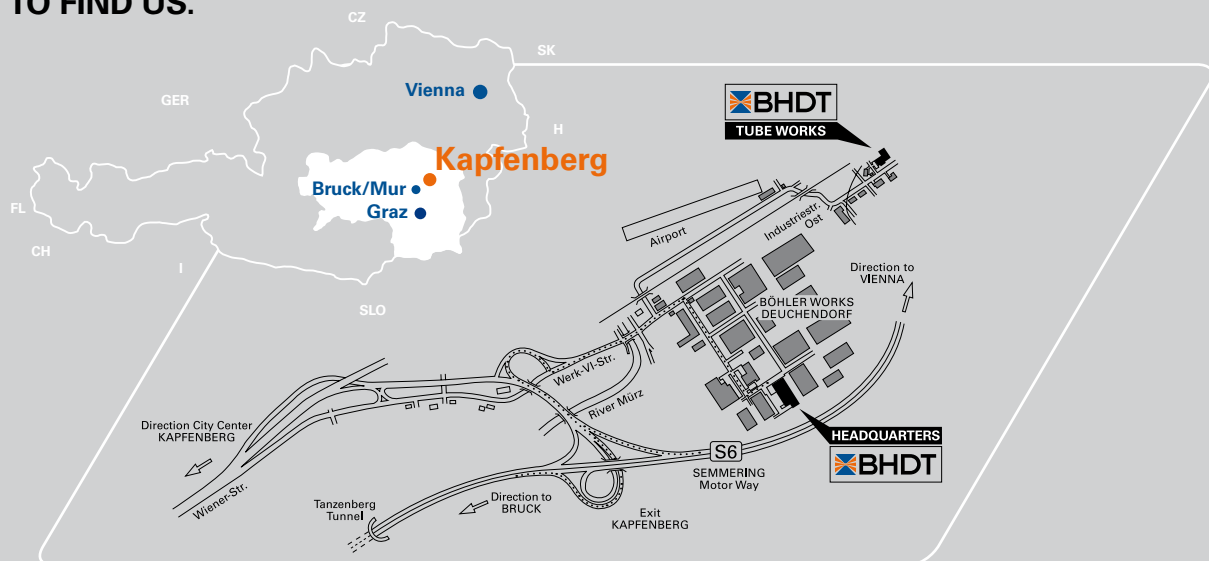 TO FIND US.
CZ
SK
Vienna
GER
H
Kapfenberg
Bruck/Mur
Graz
FL
CH
I
SLO
BHDT
TUBE WORKS
Airport
Industriestr.
Ost
Direction to
VIENNA
BÖHLER WORKS
DEUCHENDORF
Werk-VI-Str.
River Mürz
Direction City Center
KAPFENBERG
Wiener-Str.
HEADQUARTERS
BHDT
S6
SEMMERING
Motor Way
Direction to
BRUCK
Tanzenberg
Tunnel
Exit
KAPFENBERG